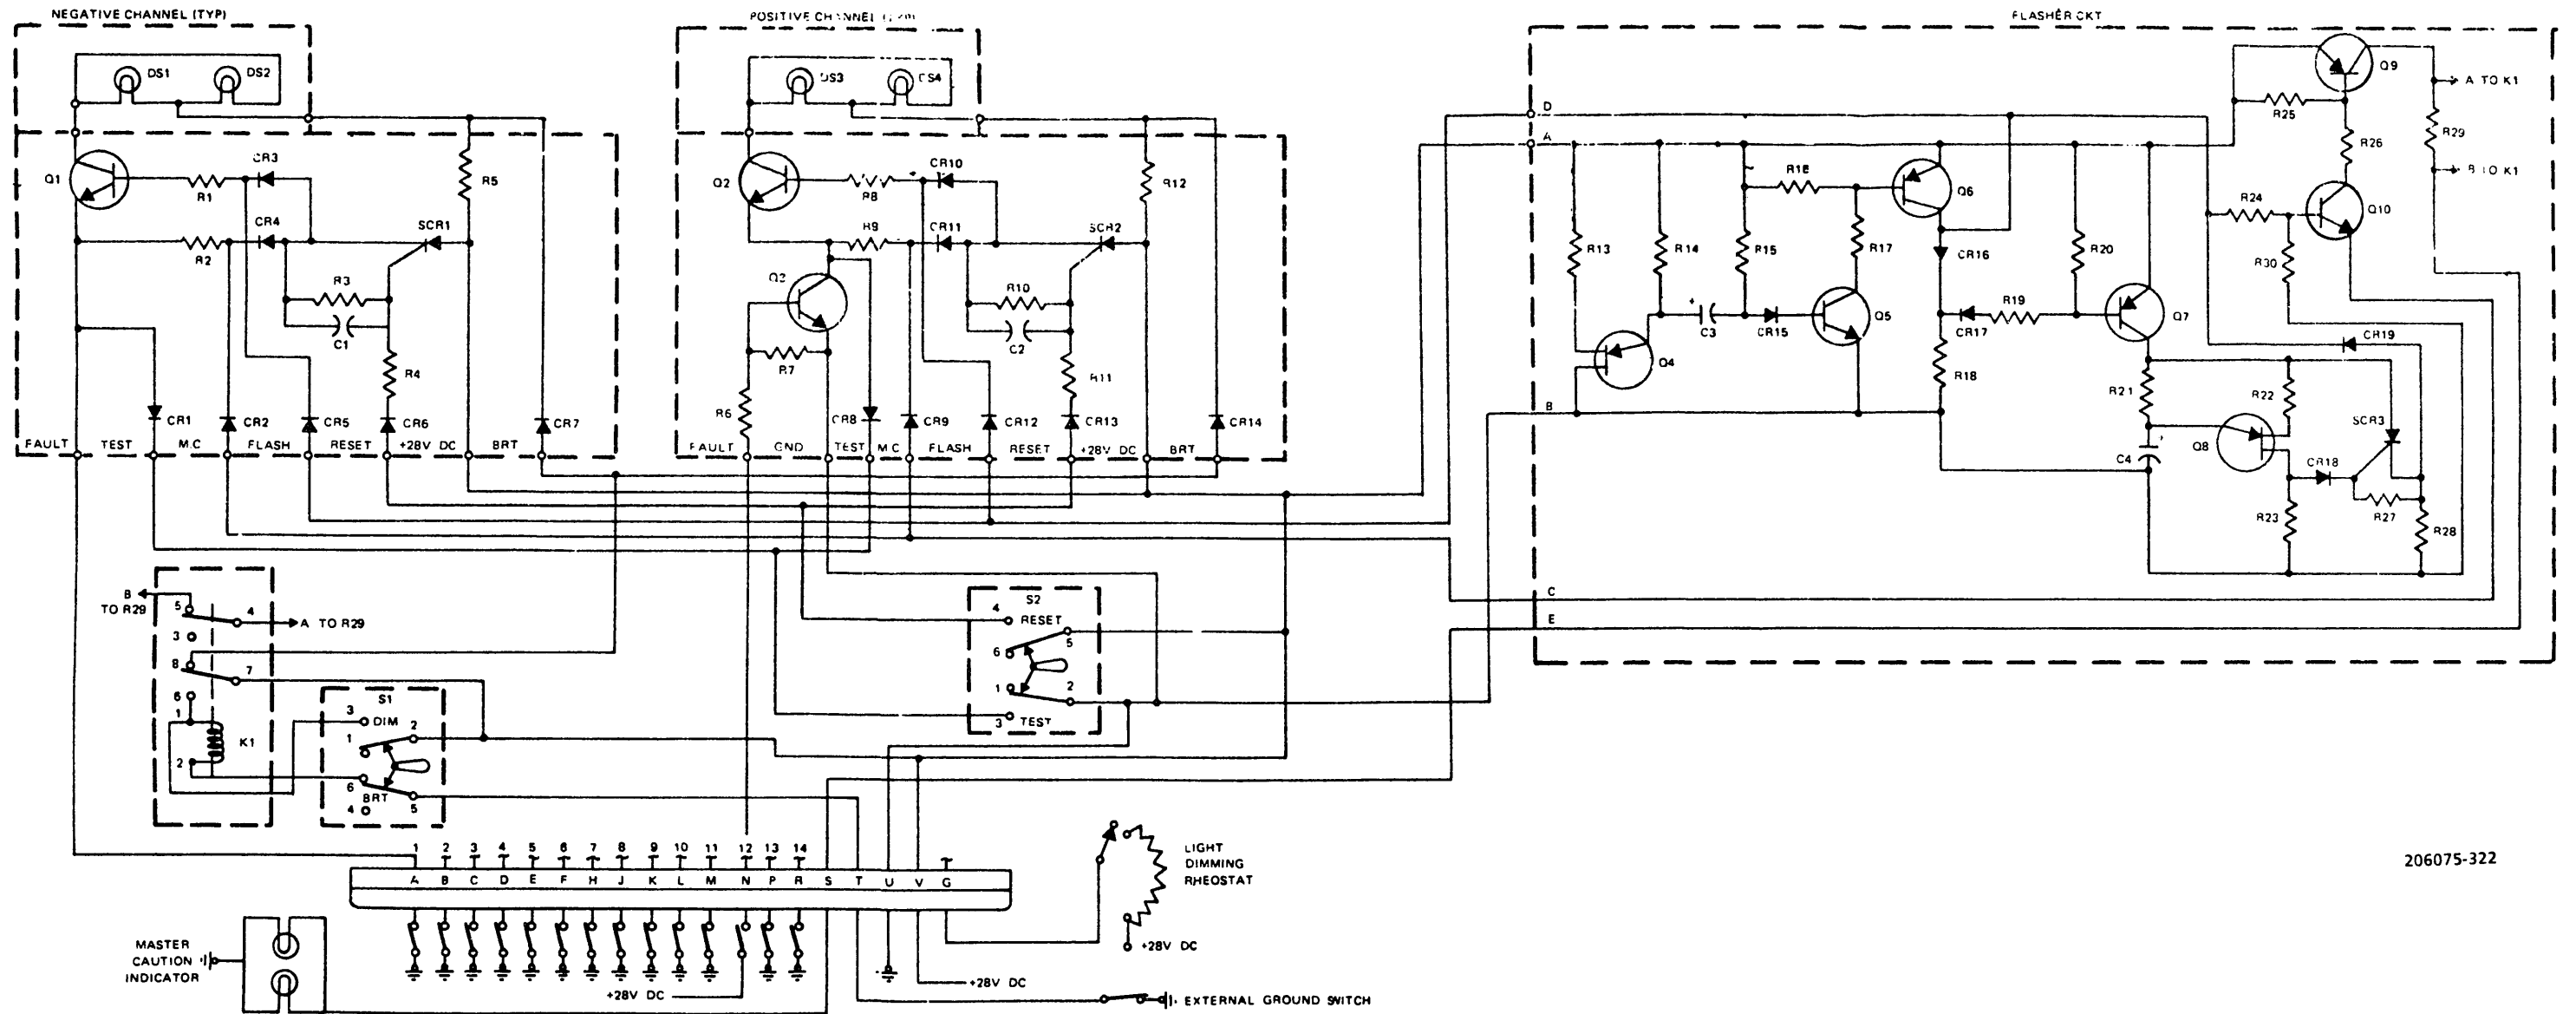 NEGATIVE CHANNEL (TYP)
POSITIVE
FLASHER CKT
DS1
DS2
DS3
DS4
Q9
A TO K1
R29
B TO K1
R25
R26
D
A
Q1
CR3
R1
R5
CR4
SCR1
R2
R3
C1
R4
CR1
CR2
CR5
CR6
CR7
FAULT
TEST
M.C
FLASH
RESET
+28V DC
BRT
Q2
CR10
R8
R12
R9
CR11
SCR2
Q3
R10
C2
R7
R11
R6
CR8
CR9
CR12
CR13
CR14
FAULT
GND
TEST
M.C
FLASH
RESET
+28V DC
BRT
R16
Q6
R24
Q10
R13
R14
R15
R17
CR16
R20
R30
R19
C3
CR15
Q5
CR17
Q7
CR19
Q4
R18
R21
R22
SCR3
B
Q8
C4
CR18
R23
R27
R28
C
E
B
TO R29
5
4
A TO R29
3
8
7
6
1
K1
2
S1
3
DIM
2
1
6
BRT
4
5
S2
4
RESET
5
6
1
2
3
TEST
1 2 3 4 5 6 7 8 9 10 11 12 13 14
A B C D E F H J K L M N P R S T U V G
LIGHT
DIMMING
RHEOSTAT
+28V DC
206075-322
MASTER
CAUTION
INDICATOR
+28V DC
+28V DC
EXTERNAL GROUND SWITCH